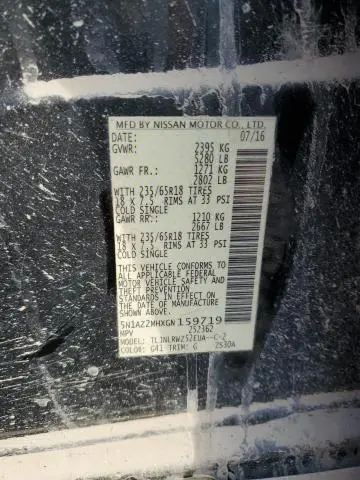 MFD BY NISSAN MOTOR CO., LTD.
DATE: 07/16
GVWR: 2395 KG
5280 LB
GAWR FR.: 1271 KG
2802 LB
WITH 235/65R18 TIRES
18 X 7.5 RIMS AT 33 PSI
COLD SINGLE
GAWR RR.: 1210 KG
2667 LB
WITH 235/65R18 TIRES
18 X 7.5 RIMS AT 33 PSI
COLD SINGLE
THIS VEHICLE CONFORMS TO
ALL APPLICABLE FEDERAL
MOTOR VEHICLE SAFETY
STANDARDS IN EFFECT ON
THE DATE OF MANUFACTURE
SHOWN ABOVE.
5N1AZ2MHXGN159719
MPV 252362
MODEL: TLJNLRWZ52EUA--C-2
COLOR: G41 TRIM: G 2530A